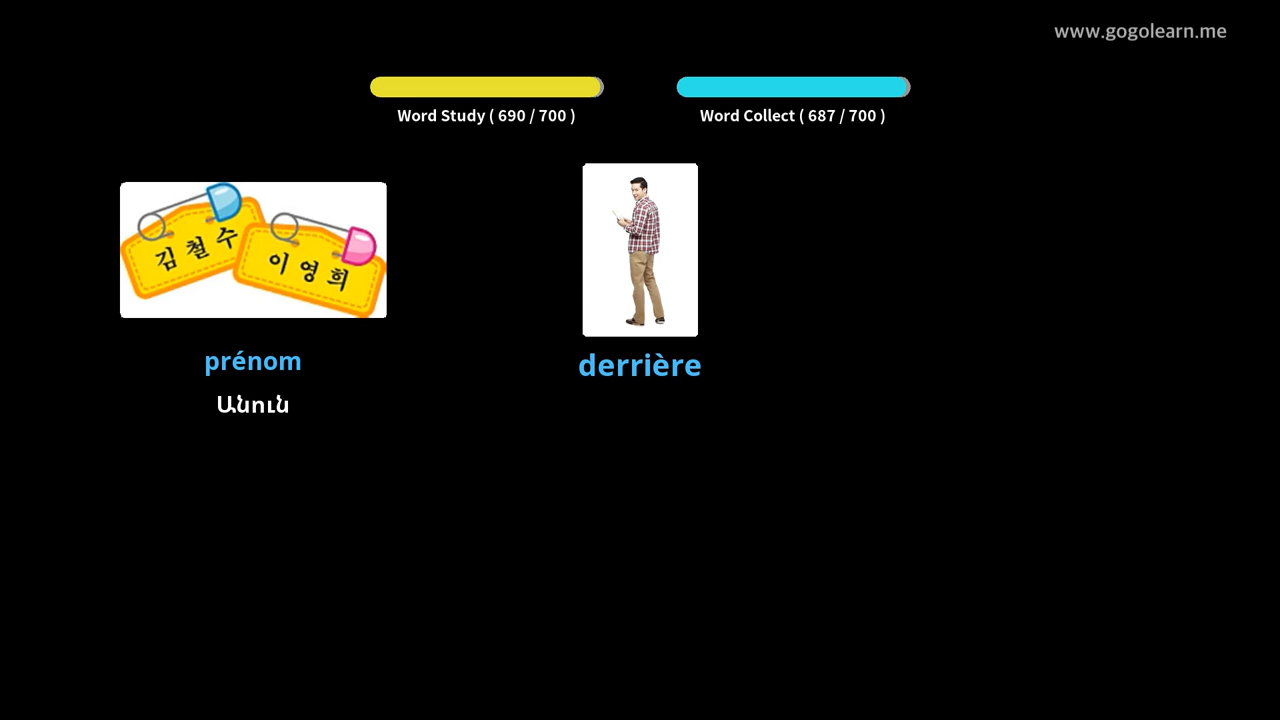 www.gogolearn.me
Word Study ( 690 / 700 )
Word Collect ( 687 / 700 )
김철수
이영희
prénom
Անուն
derrière